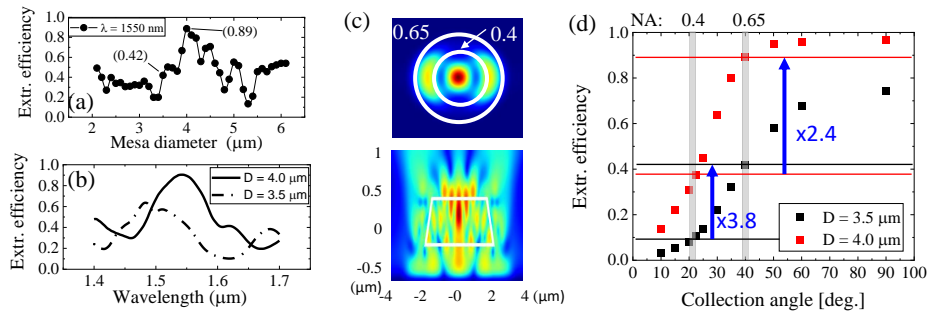 (a)
λ = 1550 nm
(0.89)
(0.42)
Extr. efficiency
1.0
0.8
0.6
0.4
0.2
0.0
2
3
4
5
6
Mesa diameter (μm)
(b)
D = 4.0 μm
D = 3.5 μm
Extr. efficiency
1.0
0.8
0.6
0.4
0.2
0.0
1.4
1.5
1.6
1.7
Wavelength (μm)
(c)
0.65
0.4
1
0.5
0
-0.5
(μm)
-4
-2
-0
2
4 (μm)
(d)
NA:
0.4
0.65
Extr. efficiency
1.0
0.8
0.6
0.4
0.2
0.0
x2.4
x3.8
D = 3.5 μm
D = 4.0 μm
0 10 20 30 40 50 60 70 80 90 100
Collection angle [deg.]